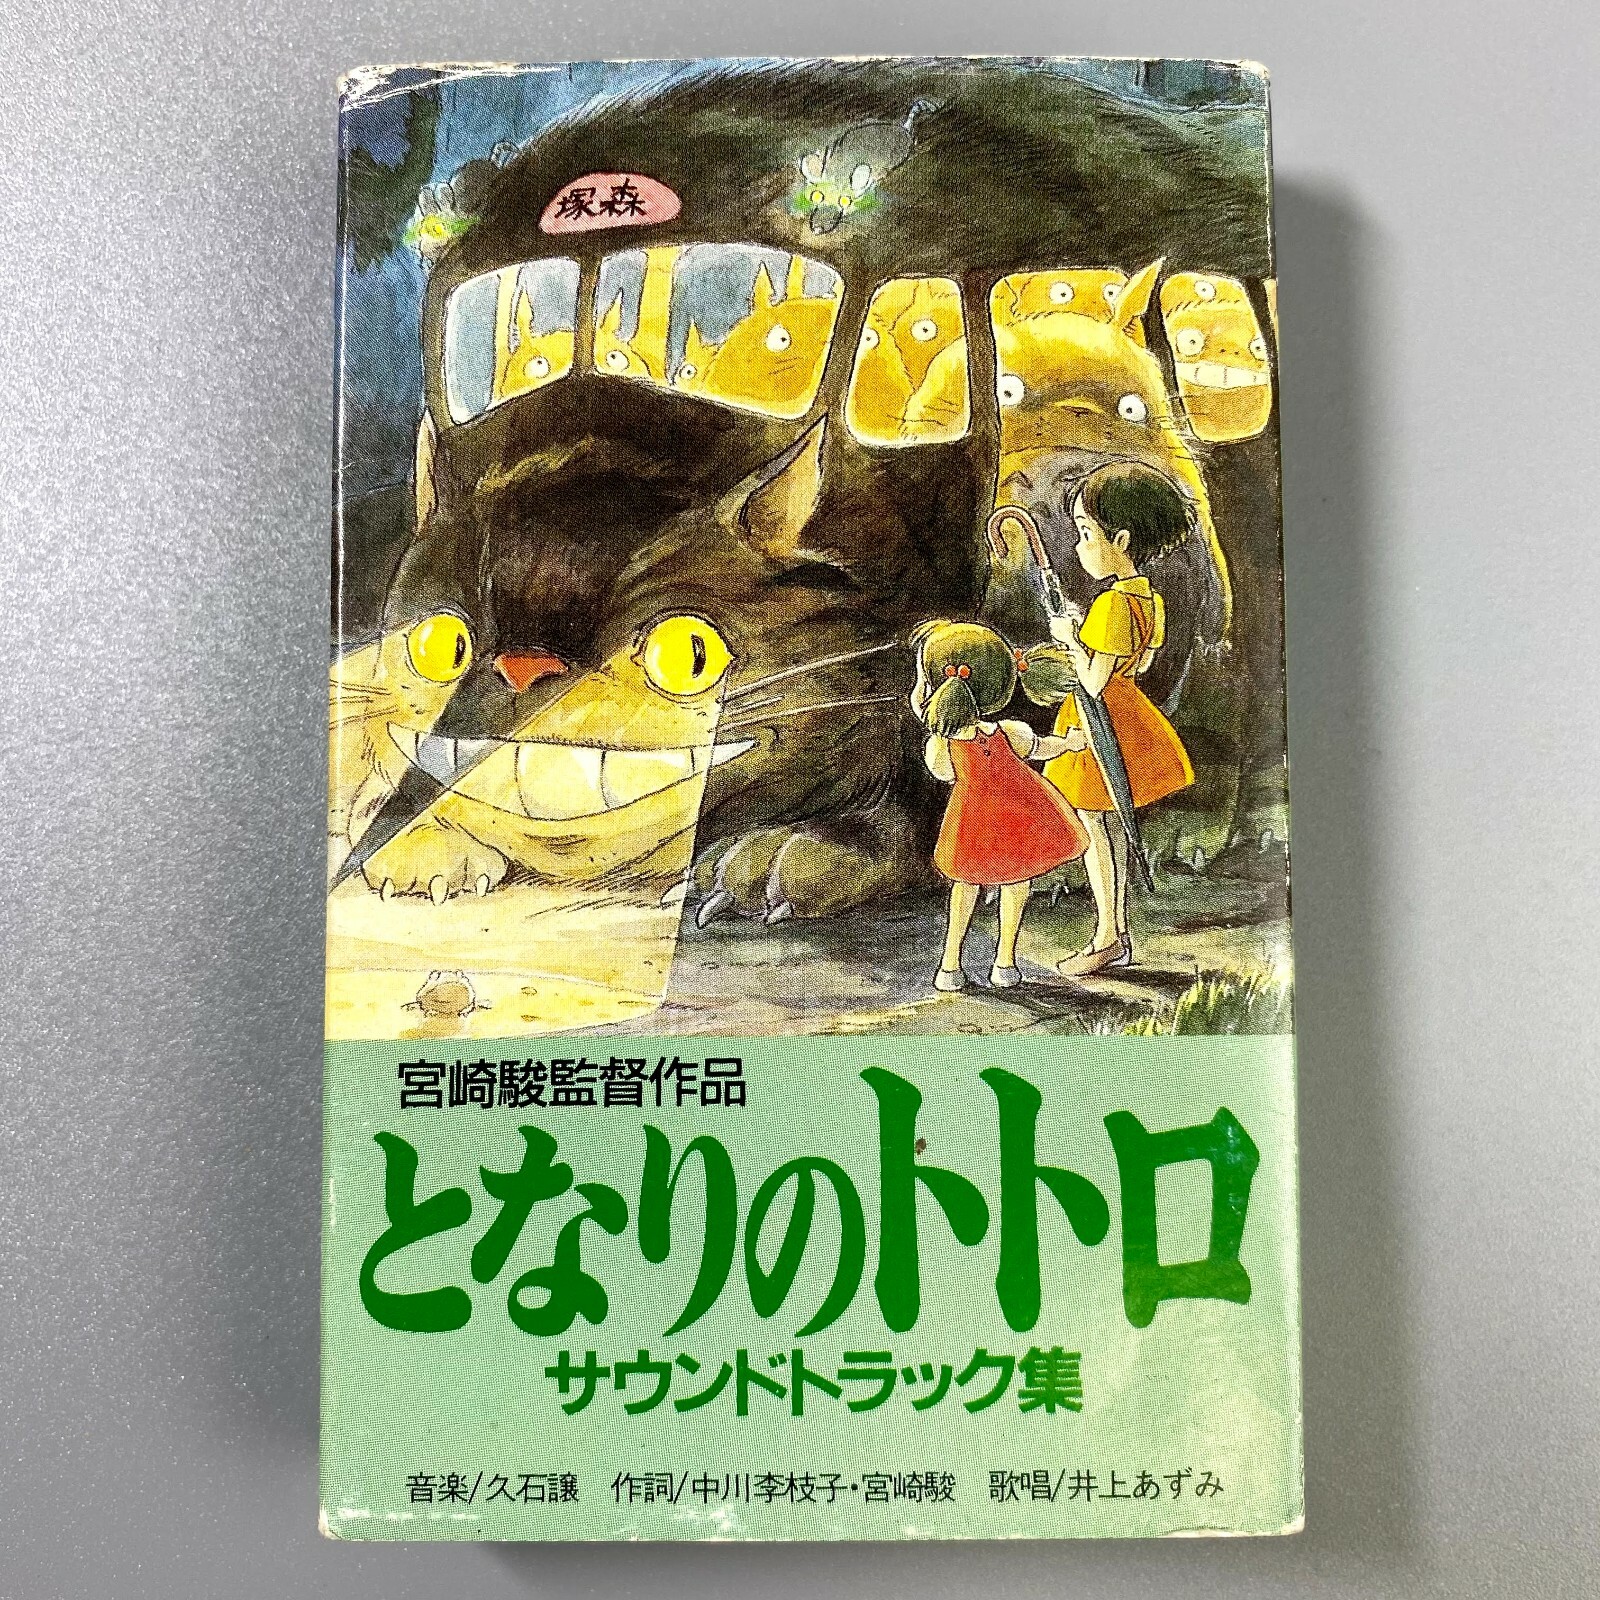 塚森
宮崎駿監督作品
となりのトトロ
サウンドトラック集
音楽/久石譲 作詞/中川李枝子・宮崎駿 歌唱/井上あずみ